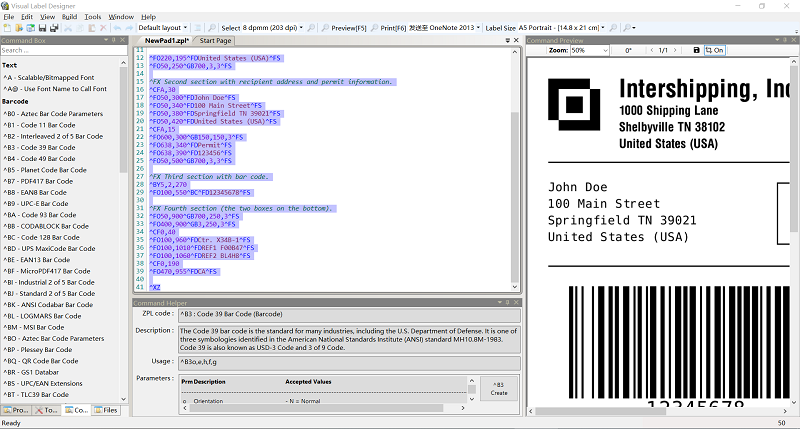 Visual Label Designer
File Edit View Build Tools Window Help
Default layout Select 8 dpmm (203 dpi) Preview[F5] Print[F6] 发送至 OneNote 2013 Label Size A5 Portrait - [14.8 x 21 cm]
Command Box
Search ...
Text
^A - Scalable/Bitmapped Font
^A@ - Use Font Name to Call Font
Barcode
^B0 - Aztec Bar Code Parameters
^B1 - Code 11 Bar Code
^B2 - Interleaved 2 of 5 Bar Code
^B3 - Code 39 Bar Code
^B4 - Code 49 Bar Code
^B5 - Planet Code Bar Code
^B7 - PDF417 Bar Code
^B8 - EAN8 Bar Code
^B9 - UPC-E Bar Code
^BA - Code 93 Bar Code
^BB - CODABLOCK Bar Code
^BC - Code 128 Bar Code
^BD - UPS MaxiCode Bar Code
^BE - EAN13 Bar Code
^BF - MicroPDF417 Bar Code
^BI - Industrial 2 of 5 Bar Code
^BJ - Standard 2 of 5 Bar Code
^BK - ANSI Codabar Bar Code
^BL - LOGMARS Bar Code
^BM - MSI Bar Code
^BO - Aztec Bar Code Parameters
^BP - Plessey Bar Code
^BQ - QR Code Bar Code
^BR - GS1 Databar
^BS - UPC/EAN Extensions
^BT - TLC39 Bar Code
Pro... To... Co... Files
NewPad1.zpl* Start Page
11
12 ^FO220,195^FDUnited States (USA)^FS
13 ^FO50,250^GB700,3,3^FS
14
15 ^FX Second section with recipient address and permit information.
16 ^CFA,30
17 ^FO50,300^FDJohn Doe^FS
18 ^FO50,340^FD100 Main Street^FS
19 ^FO50,380^FDSpringfield TN 39021^FS
20 ^FO50,420^FDUnited States (USA)^FS
21 ^CFA,15
22 ^FO600,300^GB150,150,3^FS
23 ^FO638,340^FDPermit^FS
24 ^FO638,390^FD123456^FS
25 ^FO50,500^GB700,3,3^FS
26
27 ^FX Third section with bar code.
28 ^BY5,2,270
29 ^FO100,550^BC^FD12345678^FS
30
31 ^FX Fourth section (the two boxes on the bottom).
32 ^FO50,900^GB700,250,3^FS
33 ^FO400,900^GB3,250,3^FS
34 ^CF0,40
35 ^FO100,960^FDCtr. X34B-1^FS
36 ^FO100,1010^FDREF1 F00B47^FS
37 ^FO100,1060^FDREF2 BL4H8^FS
38 ^CF0,190
39 ^FO470,955^FDCA^FS
40
41 ^XZ
Command Helper
ZPL code : ^B3 : Code 39 Bar Code (Barcode)
Description : The Code 39 bar code is the standard for many industries, including the U.S. Department of Defense. It is one of
three symbologies identified in the American National Standards Institute (ANSI) standard MH10.8M-1983.
Code 39 is also known as USD-3 Code and 3 of 9 Code.
Usage : ^B3o,e,h,f,g
Parameters : Prm Description Accepted Values
o Orientation - N = Normal
^B3
Create
Command Preview
Zoom: 50% 0° 1/1 On
Intershipping, Inc
1000 Shipping Lane
Shelbyville TN 38102
United States (USA)
John Doe
100 Main Street
Springfield TN 39021
United States (USA)
12345678
Ready 50